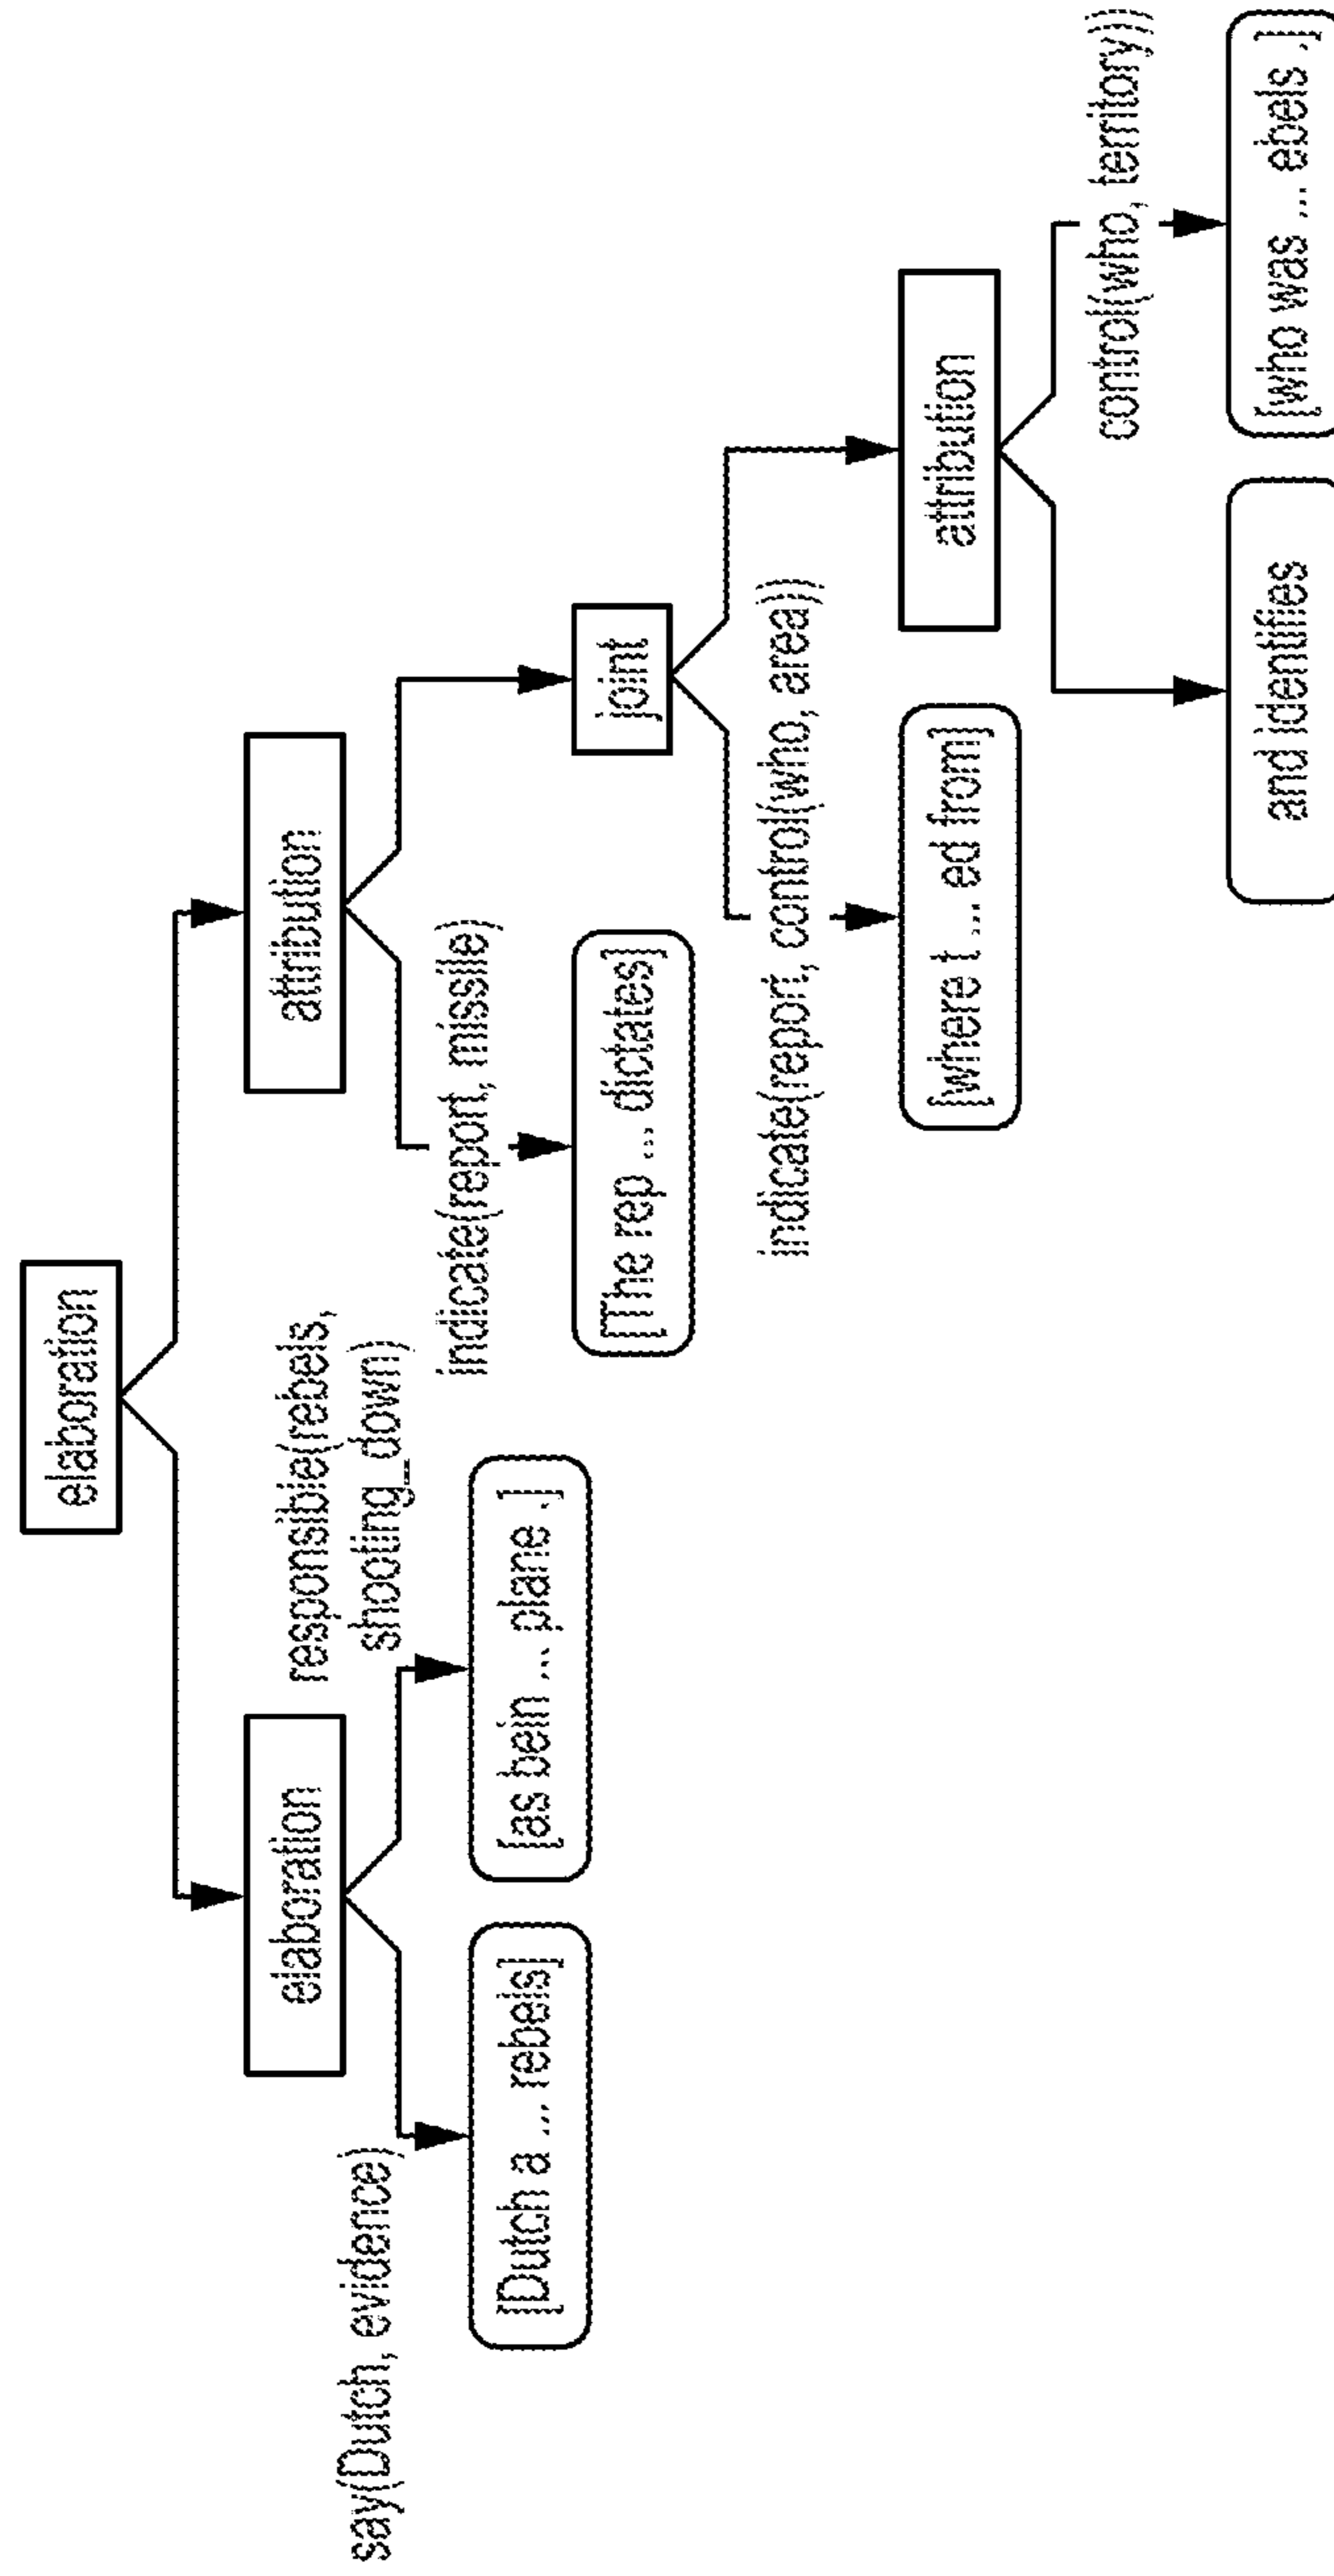 elaboration
elaboration
attribution
say(Dutch, evidence)
responsible(rebels,
shooting_down)
[Dutch a ... rebels]
[as bein ... plane ,]
indicate(report, missile)
[The rep ... dictates]
joint
indicate(report, control(who, area))
[where t ... ed from]
attribution
control(who, territory))
and identifies
[who was ... ebels ,]